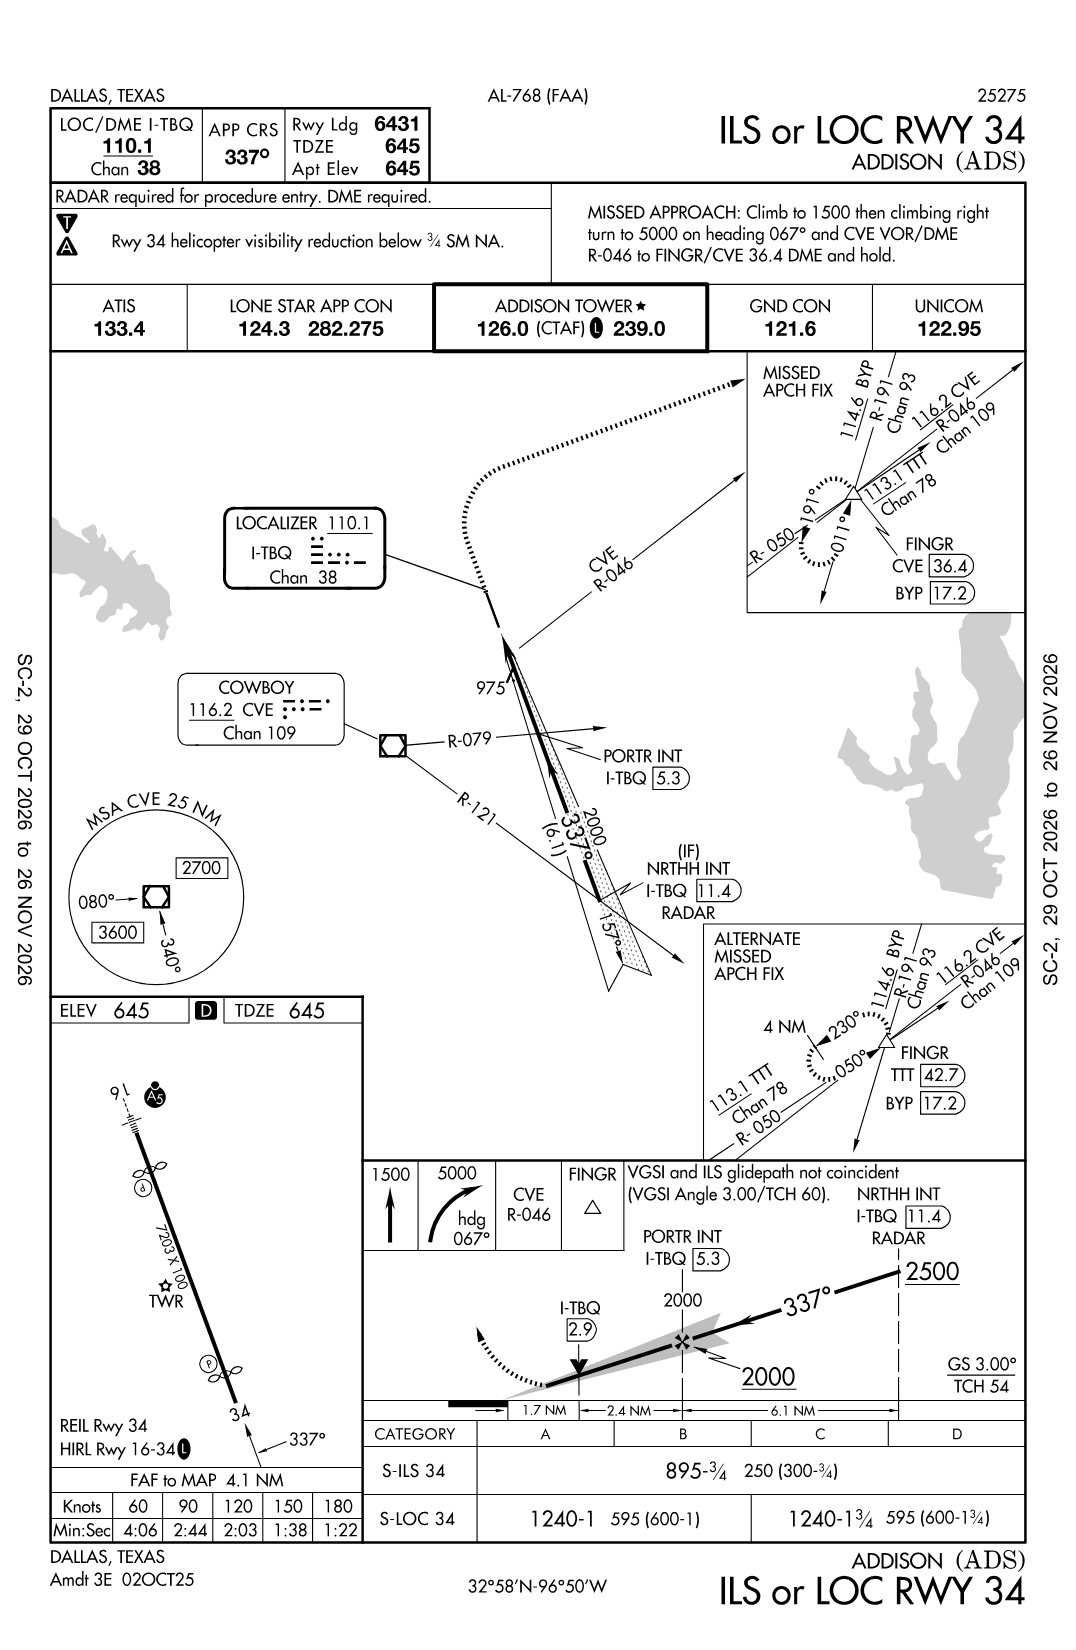 DALLAS, TEXAS
AL-768 (FAA)
25275
ILS or LOC RWY 34
ADDISON (ADS)
LOC/DME I-TBQ
110.1
Chan 38
APP CRS
337°
Rwy Ldg 6431
TDZE 645
Apt Elev 645
RADAR required for procedure entry. DME required.
T
A
Rwy 34 helicopter visibility reduction below ¾ SM NA.
MISSED APPROACH: Climb to 1500 then climbing right
turn to 5000 on heading 067° and CVE VOR/DME
R-046 to FINGR/CVE 36.4 DME and hold.
ATIS
133.4
LONE STAR APP CON
124.3 282.275
ADDISON TOWER★
126.0 (CTAF) L 239.0
GND CON
121.6
UNICOM
122.95
MISSED
APCH FIX
114.6 BYP
R-191
Chan 93
116.2 CVE
R-046
Chan 109
113.1 TTT
Chan 78
R-050
191°
011°
FINGR
CVE 36.4
BYP 17.2
LOCALIZER 110.1
I-TBQ
Chan 38
CVE
R-046
COWBOY
116.2 CVE
Chan 109
975
R-079
R-121
PORTR INT
I-TBQ 5.3
2000
337°
(6.1)
(IF)
NRTHH INT
I-TBQ 11.4
RADAR
157°
MSA CVE 25 NM
2700
080°
3600
340°
ALTERNATE
MISSED
APCH FIX
114.6 BYP
R-191
Chan 93
116.2 CVE
R-046
Chan 109
4 NM
230°
050°
113.1 TTT
Chan 78
R-050
FINGR
TTT 42.7
BYP 17.2
SC-2, 29 OCT 2026 to 26 NOV 2026
SC-2, 29 OCT 2026 to 26 NOV 2026
ELEV 645
D
TDZE 645
16
A5
P
7203 X 100
TWR
P
34
337°
REIL Rwy 34
HIRL Rwy 16-34 L
FAF to MAP 4.1 NM
Knots 60 90 120 150 180
Min:Sec 4:06 2:44 2:03 1:38 1:22
1500
5000
hdg
067°
CVE
R-046
FINGR
VGSI and ILS glidepath not coincident
(VGSI Angle 3.00/TCH 60).
NRTHH INT
I-TBQ 11.4
RADAR
PORTR INT
I-TBQ 5.3
2000
I-TBQ
2.9
337°
2500
2000
GS 3.00°
TCH 54
1.7 NM
2.4 NM
6.1 NM
CATEGORY A B C D
S-ILS 34 895-¾ 250 (300-¾)
S-LOC 34 1240-1 595 (600-1) 1240-1¾ 595 (600-1¾)
DALLAS, TEXAS
Amdt 3E 02OCT25
32°58'N-96°50'W
ADDISON (ADS)
ILS or LOC RWY 34